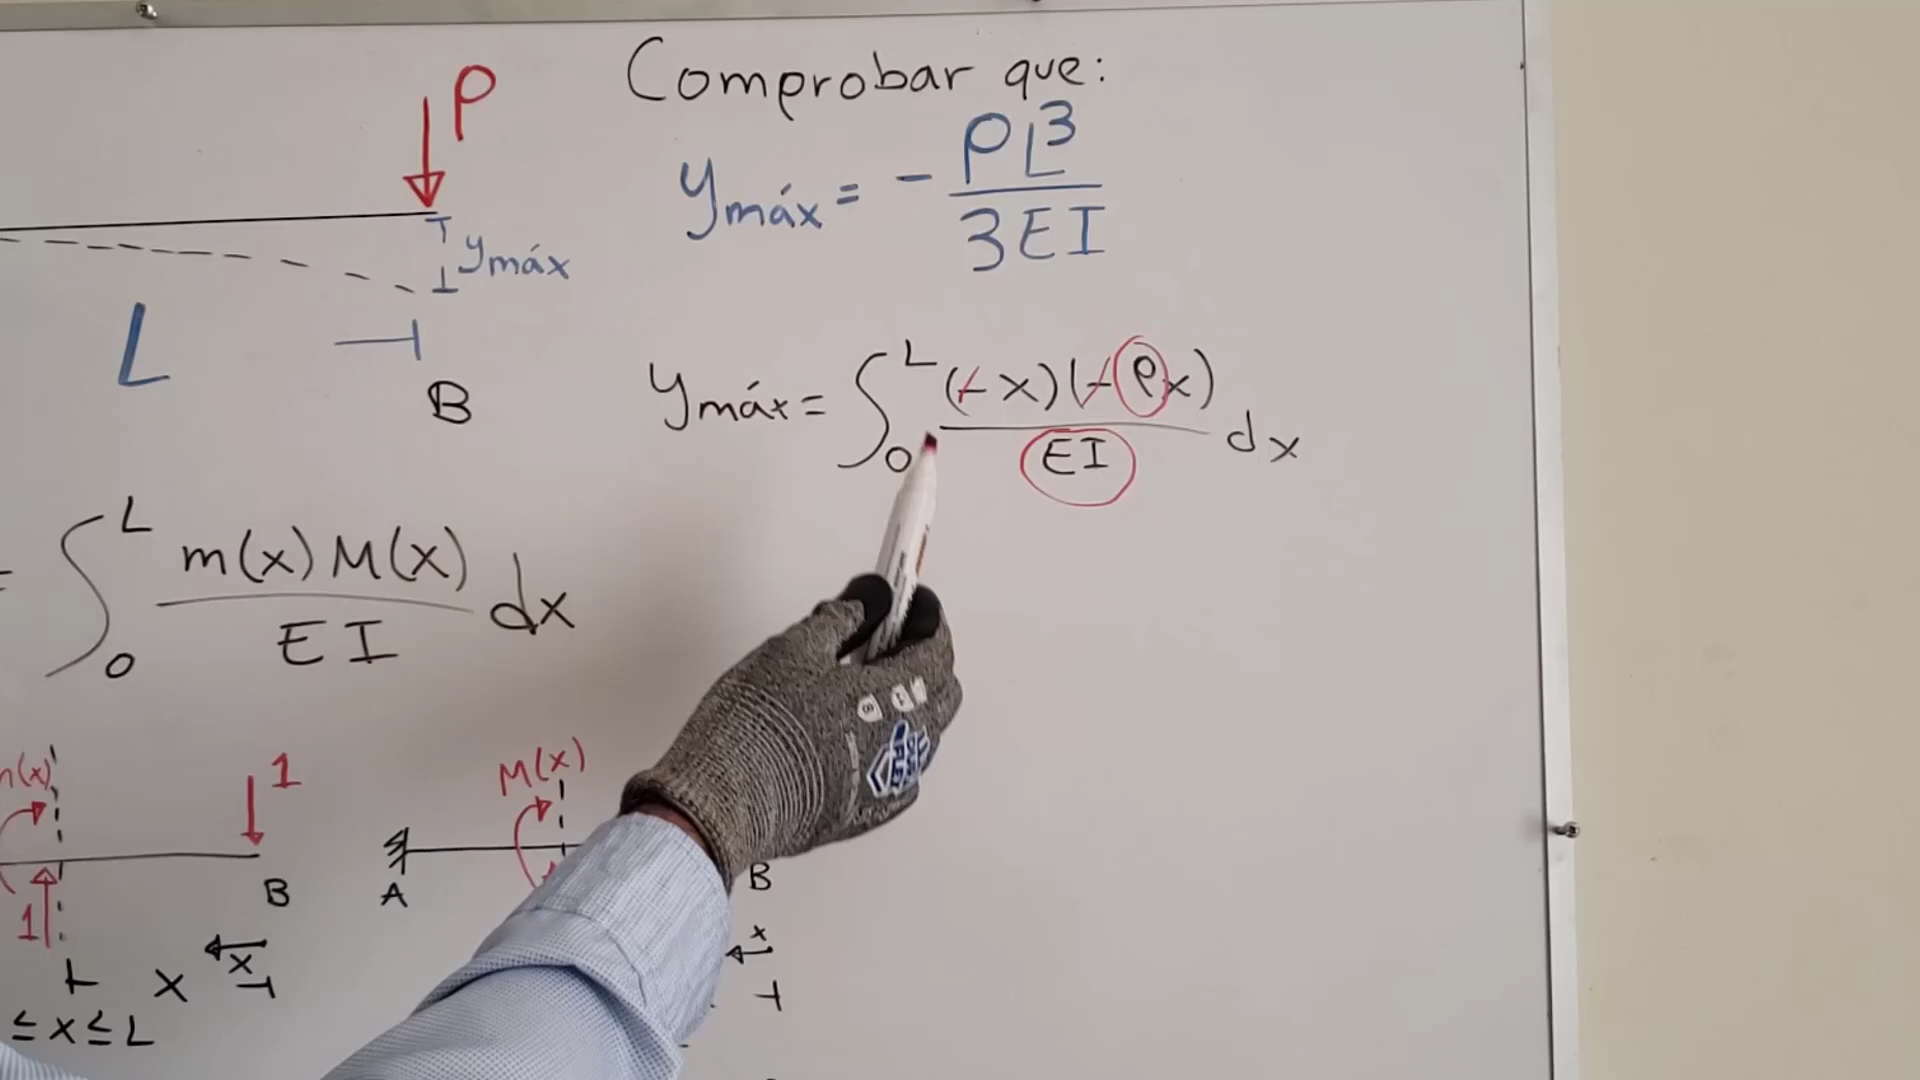 P
Comprobar que:
ymáx = - PL³ / 3EI
ymáx
L
B
ymáx = ∫₀ᴸ (-x)(-Px) / EI dx
= ∫₀ᴸ m(x) M(x) / EI dx
m(x)
1
M(x)
B
1
A
B
x
x
x
≤ x ≤ L